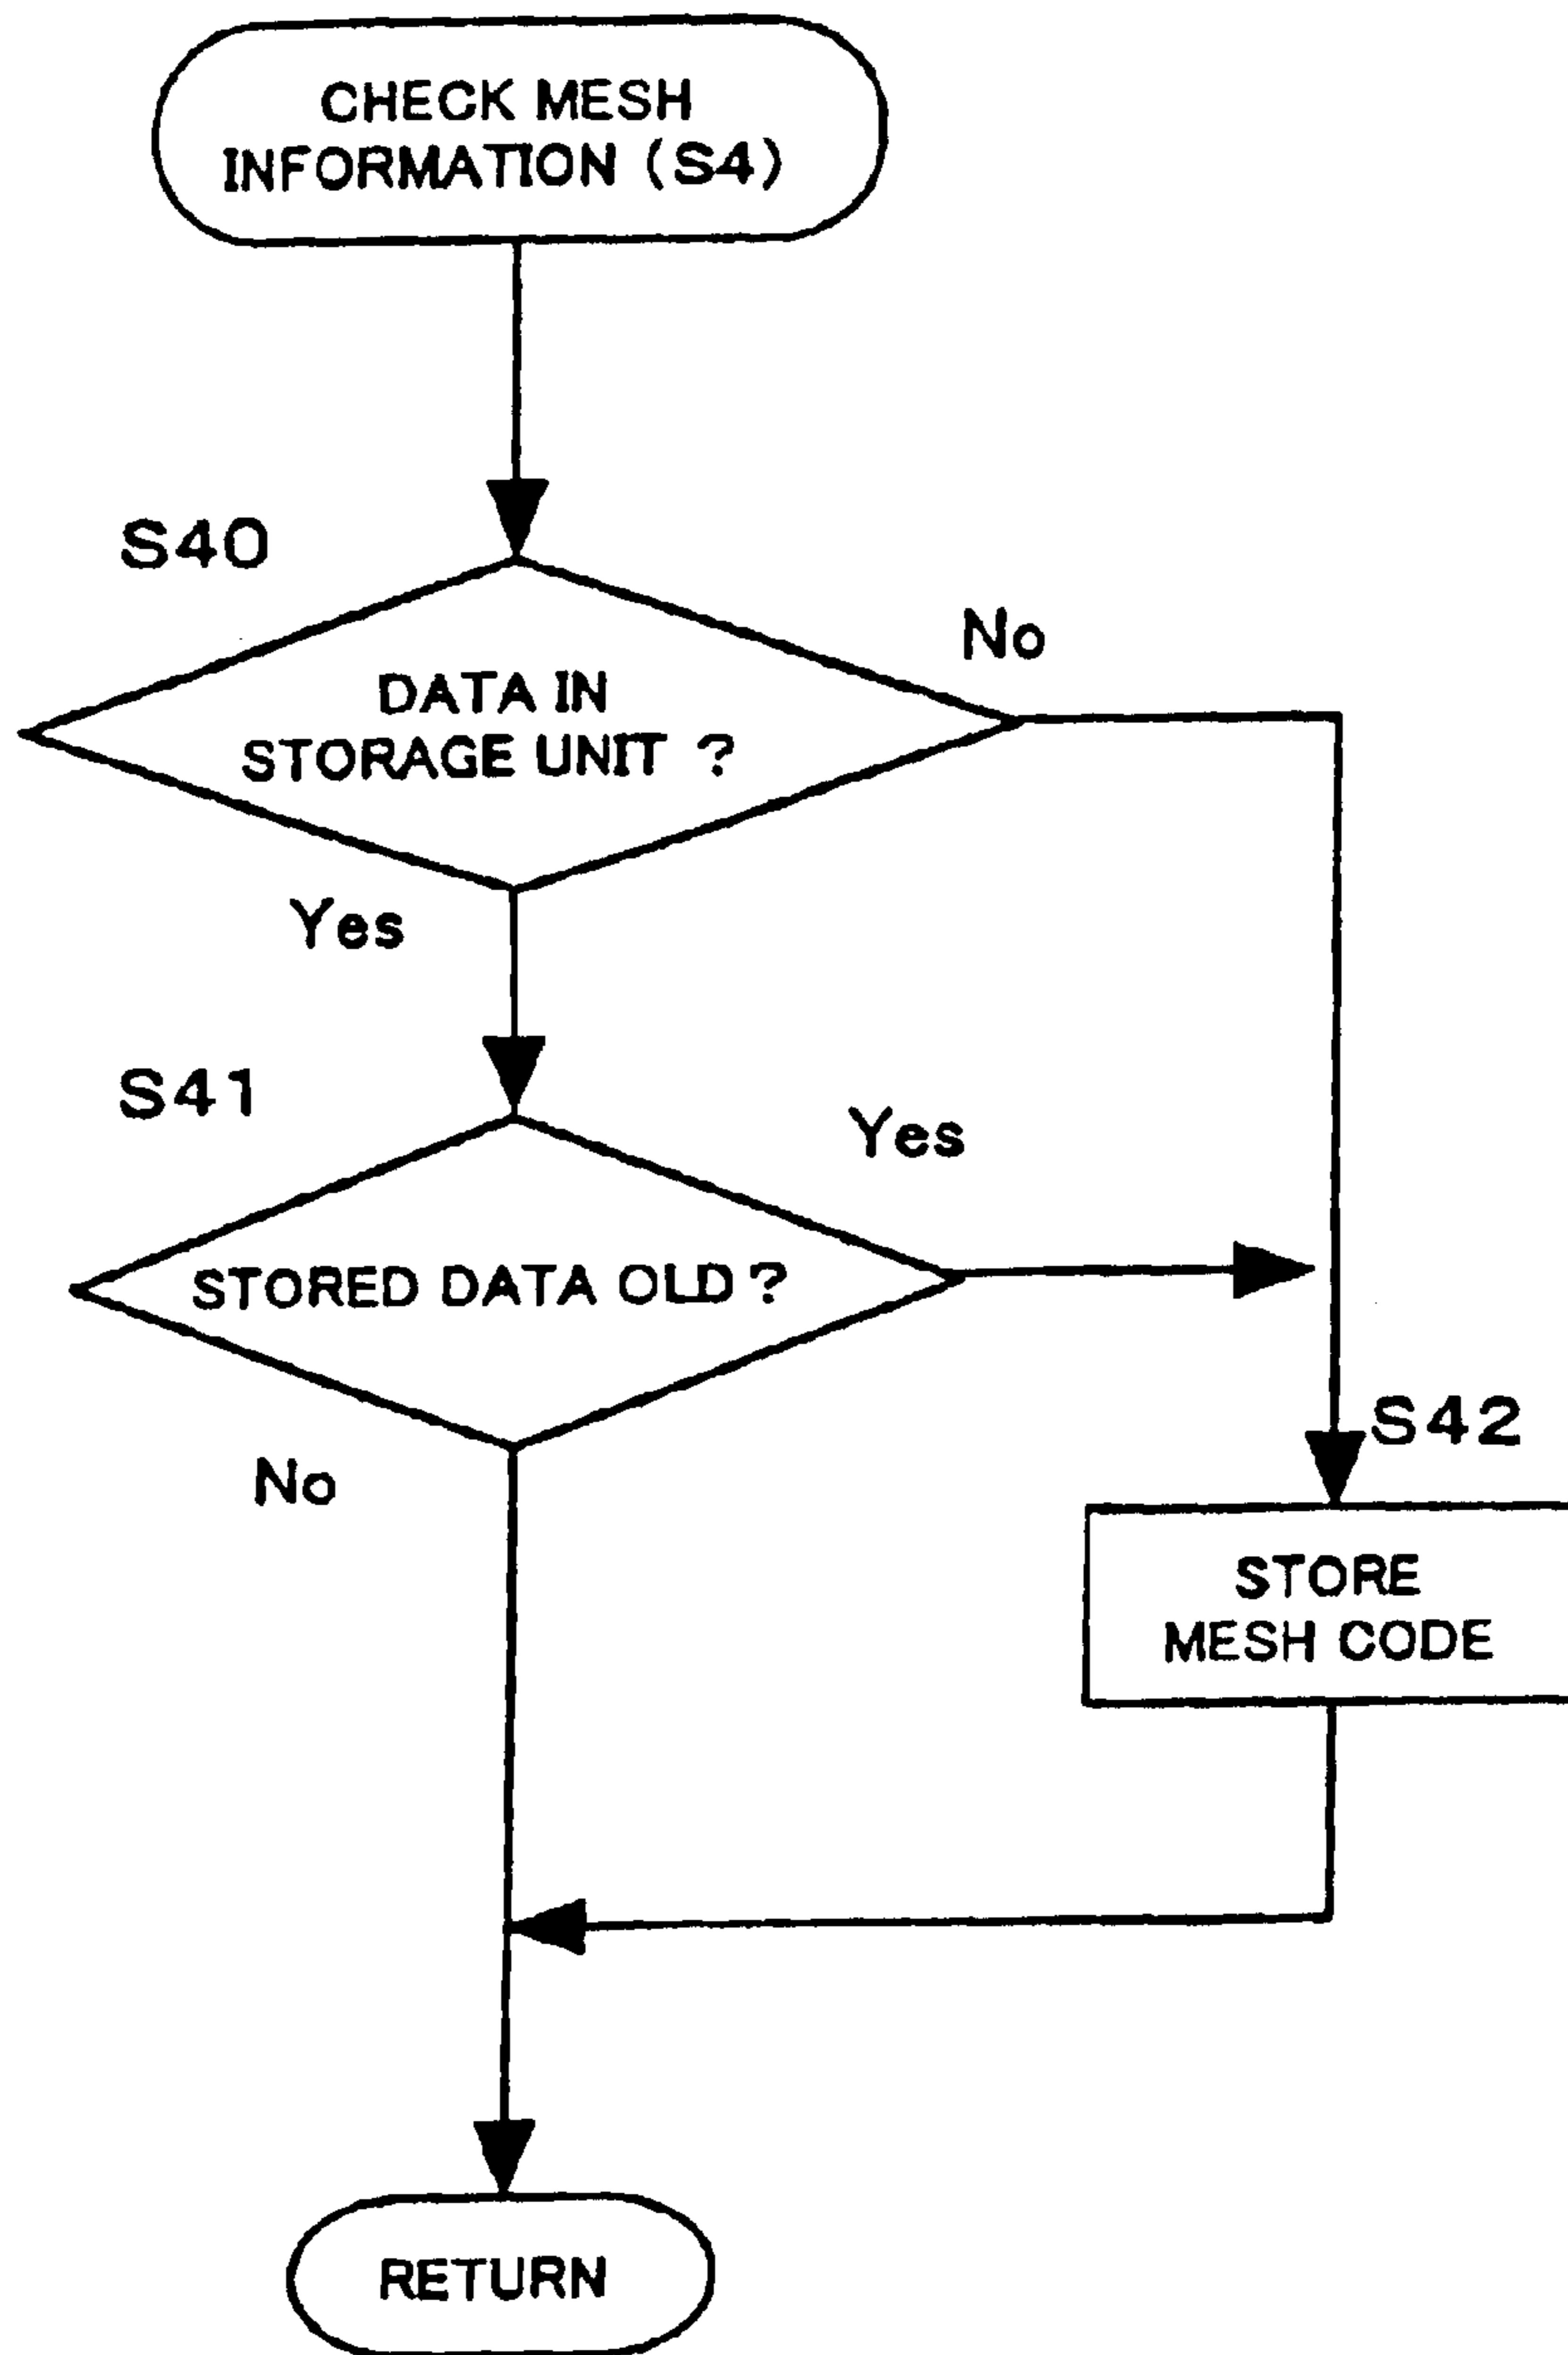 CHECK MESH
INFORMATION (S4)
S40
No
DATA IN
STORAGE UNIT ?
Yes
S41
Yes
STORED DATA OLD ?
No
S42
STORE
MESH CODE
RETURN